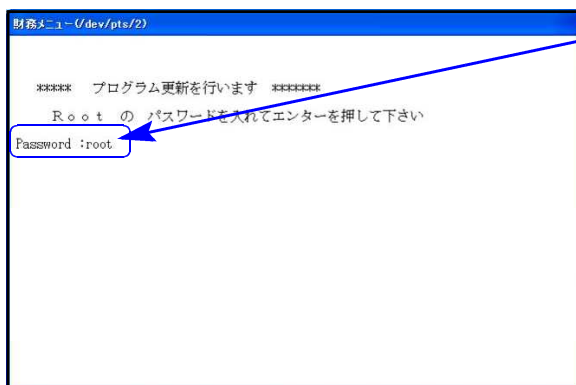 財務メニュー(/dev/pts/2)
***** プログラム更新を行います *******
Ｒｏｏｔ の パスワードを入れてエンターを押して下さい
Password :root